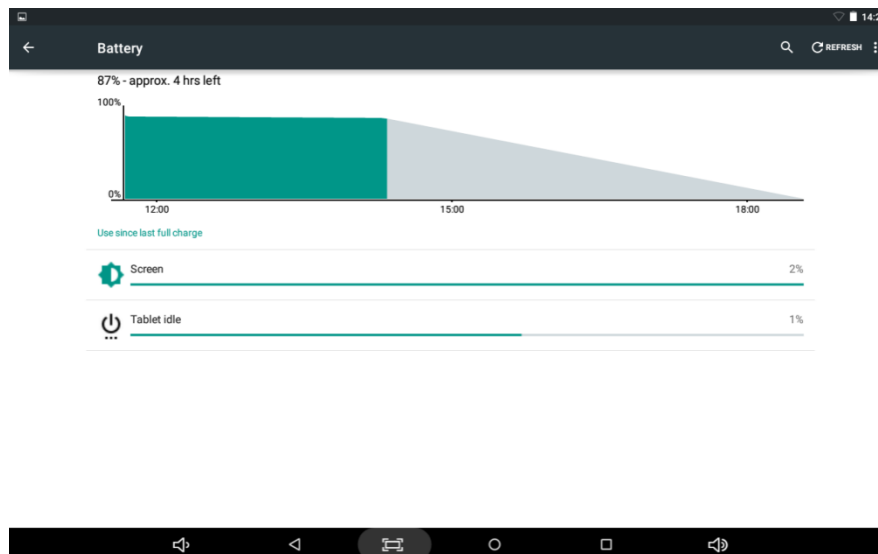 14:2
Battery
REFRESH
87% - approx. 4 hrs left
100%
0%
12:00 15:00 18:00
Use since last full charge
Screen 2%
Tablet idle 1%